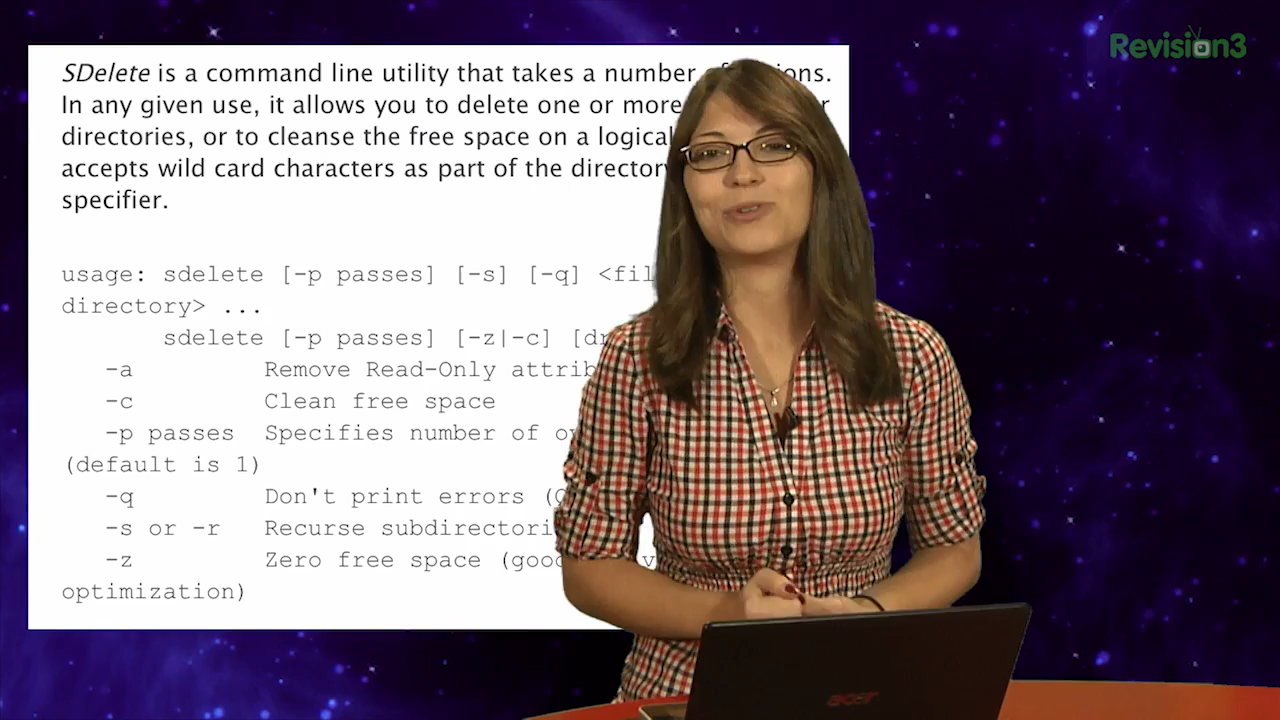 SDelete is a command line utility that takes a number
In any given use, it allows you to delete one or more
directories, or to cleanse the free space on a logical
accepts wild card characters as part of the directory
specifier.
usage: sdelete [-p passes] [-s] [-q] <fil
directory> ...
sdelete [-p passes] [-z|-c] [dr
-a Remove Read-Only attrib
-c Clean free space
-p passes Specifies number of
(default is 1)
-q Don't print errors
-s or -r Recurse subdirectori
-z Zero free space (good
optimization)
Revision3
acer